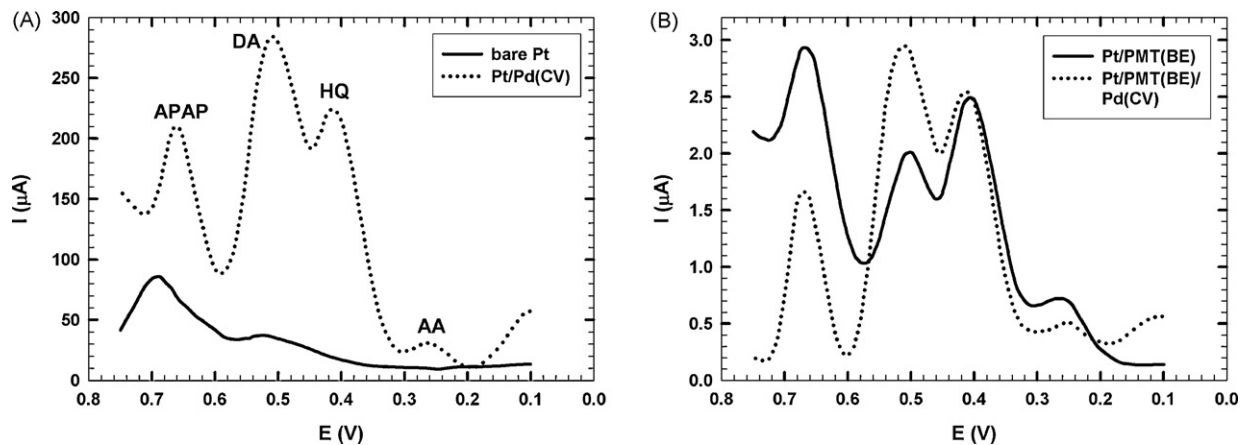 (A)
300
250
200
150
100
50
0
I (µA)
0.8 0.7 0.6 0.5 0.4 0.3 0.2 0.1 0.0
E (V)
APAP
DA
HQ
AA
bare Pt
Pt/Pd(CV)
(B)
3.0
2.5
2.0
1.5
1.0
0.5
0.0
I (µA)
0.8 0.7 0.6 0.5 0.4 0.3 0.2 0.1 0.0
E (V)
Pt/PMT(BE)
Pt/PMT(BE)/
Pd(CV)